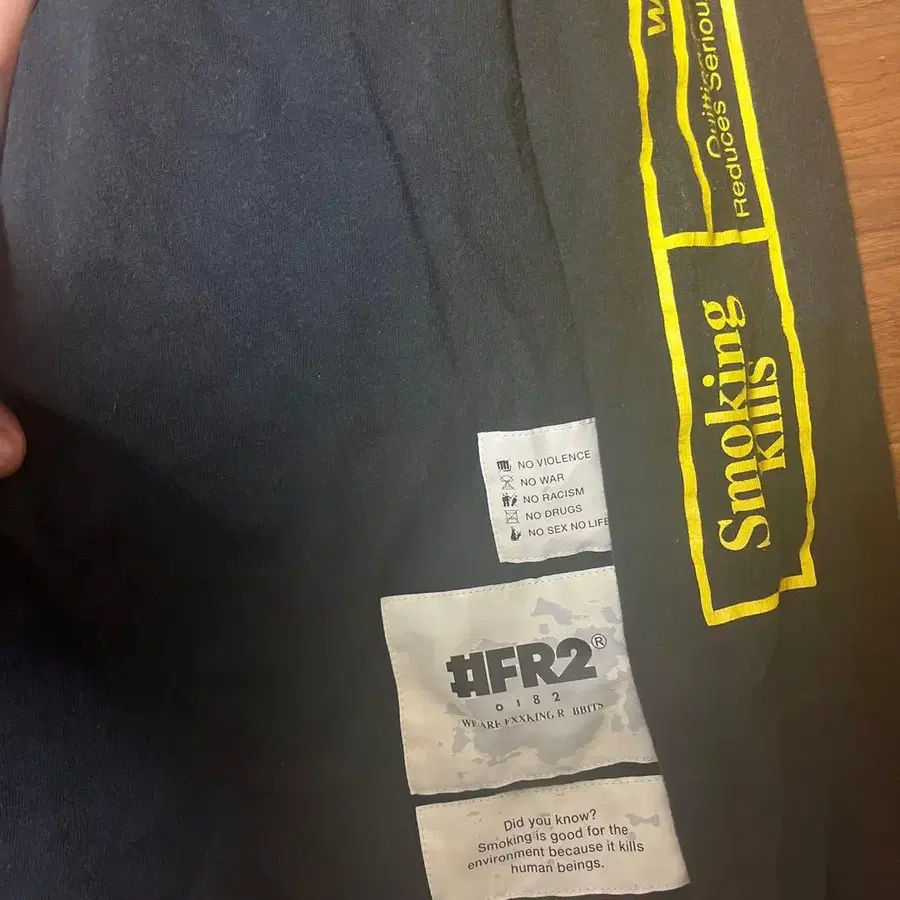 Quitting
Reduces Serious
Smoking
Kills
NO VIOLENCE
NO WAR
NO RACISM
NO DRUGS
NO SEX NO LIFE
#FR2®
0182
WE ARE FXXKING R BBITS
Did you know?
Smoking is good for the
environment because it kills
human beings.